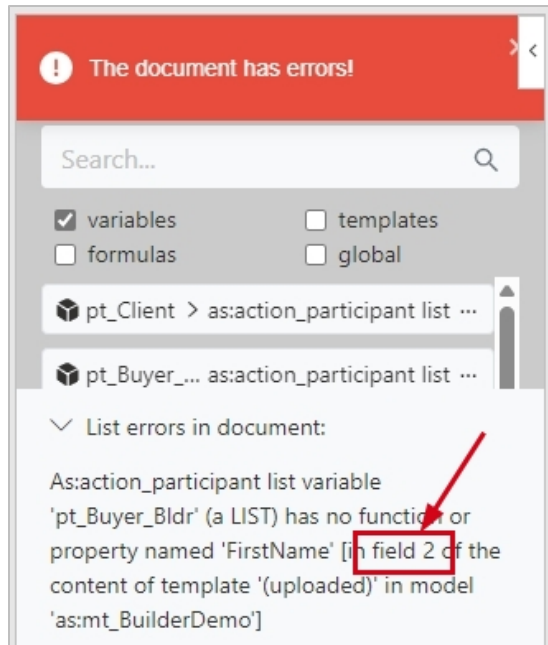 The document has errors!
Search...
variables
templates
formulas
global
pt_Client > as:action_participant list ...
pt_Buyer_... as:action_participant list ...
List errors in document:
As:action_participant list variable
'pt_Buyer_Bldr' (a LIST) has no function or
property named 'FirstName' [in field 2 of the
content of template '(uploaded)' in model
'as:mt_BuilderDemo']